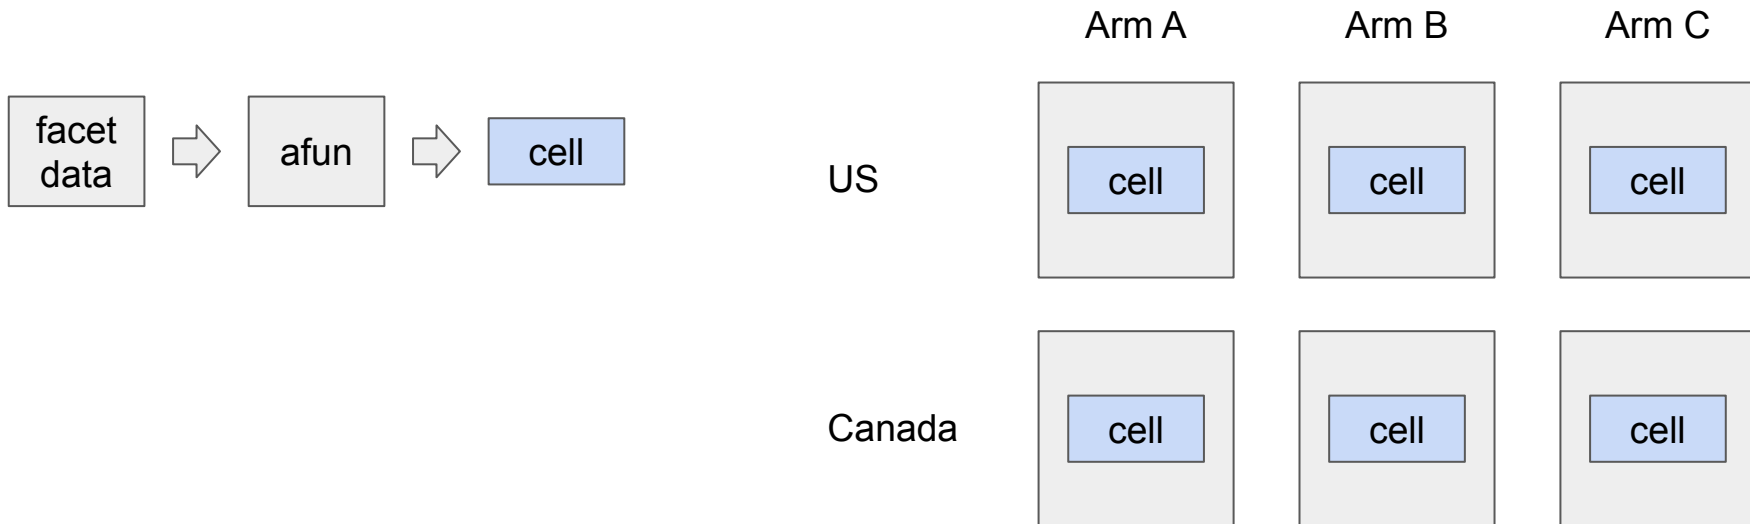 facet
data
afun
cell
Arm A
Arm B
Arm C
US
cell
cell
cell
Canada
cell
cell
cell